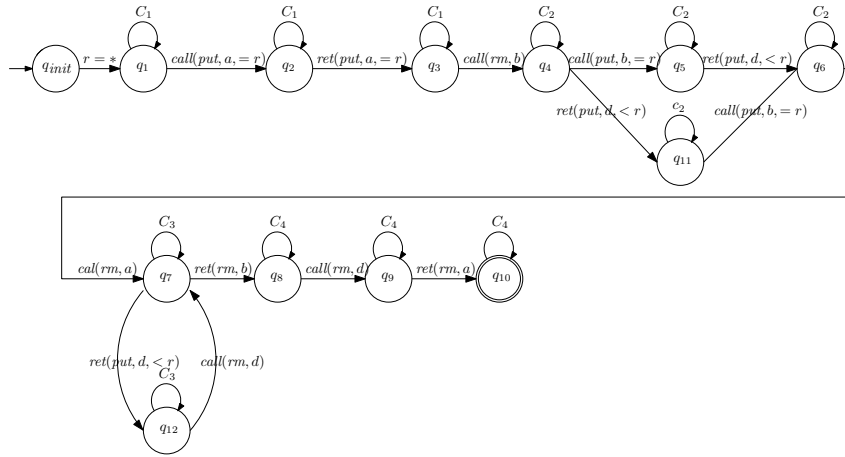 C1 C1 C1 C2 C2 C2
qinit r = * q1 call(put, a, = r) q2 ret(put, a, = r) q3 call(rm, b) q4 call(put, b, = r) q5 ret(put, d, < r) q6
ret(put, d, < r) c2 call(put, b, = r)
q11
C3 C4 C4 C4
cal(rm, a) q7 ret(rm, b) q8 call(rm, d) q9 ret(rm, a) q10
ret(put, d, < r) call(rm, d)
C3
q12